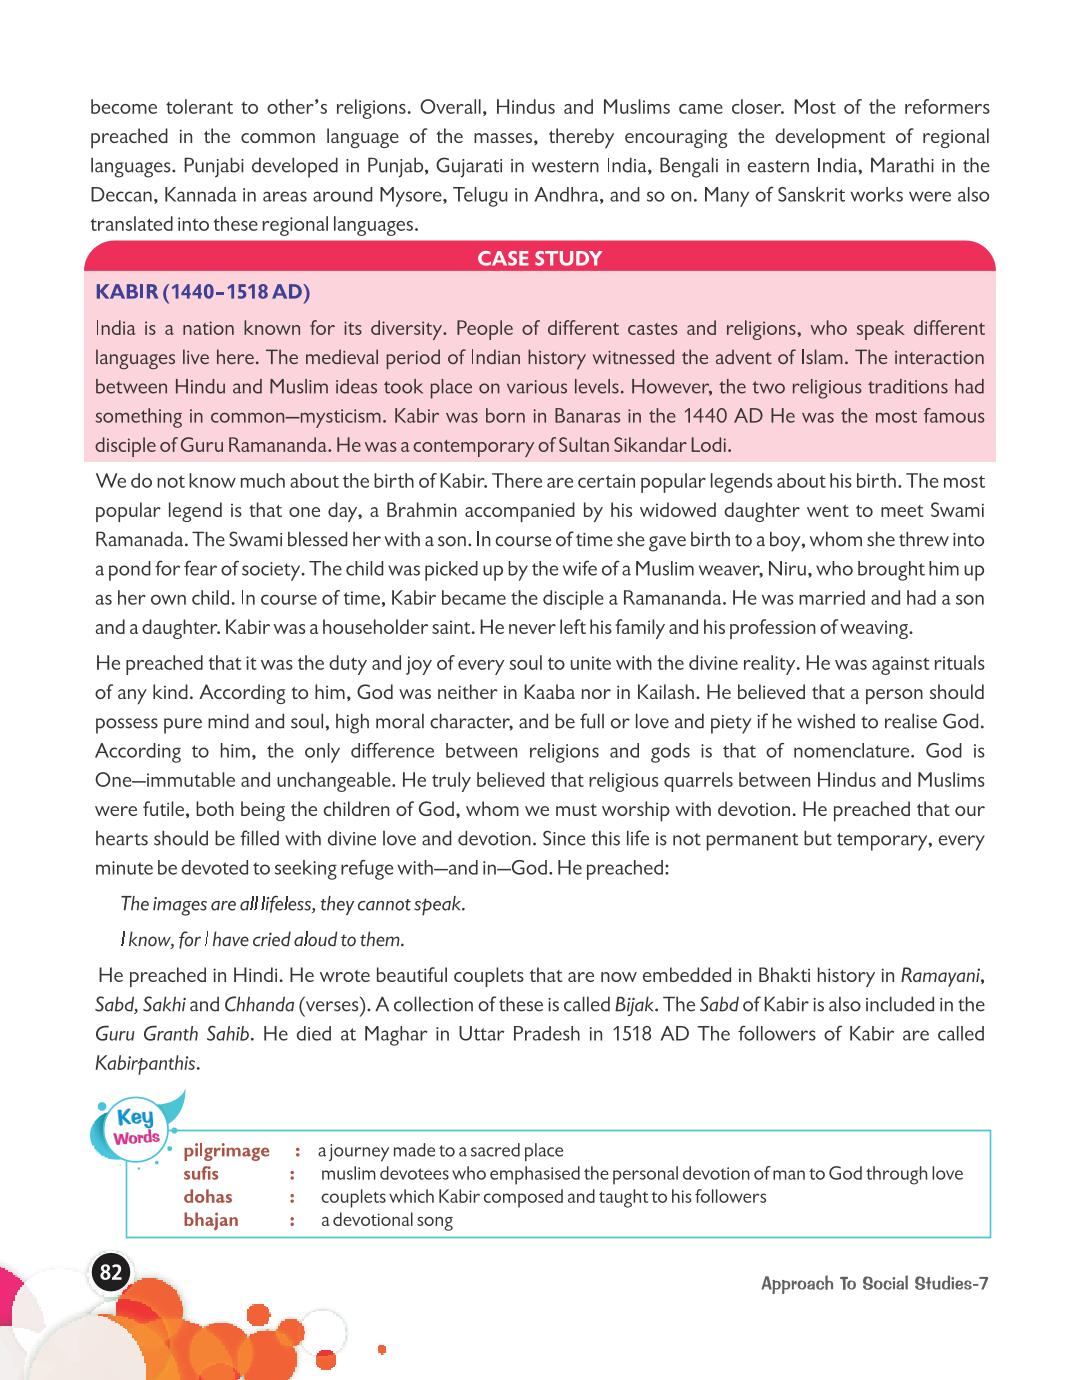 become tolerant to other's religions. Overall, Hindus and Muslims came closer. Most of the reformers
preached in the common language of the masses, thereby encouraging the development of regional
languages. Punjabi developed in Punjab, Gujarati in western India, Bengali in eastern India, Marathi in the
Deccan, Kannada in areas around Mysore, Telugu in Andhra, and so on. Many of Sanskrit works were also
translated into these regional languages.
CASE STUDY
KABIR (1440–1518 AD)
India is a nation known for its diversity. People of different castes and religions, who speak different
languages live here. The medieval period of Indian history witnessed the advent of Islam. The interaction
between Hindu and Muslim ideas took place on various levels. However, the two religious traditions had
something in common—mysticism. Kabir was born in Banaras in the 1440 AD He was the most famous
disciple of Guru Ramananda. He was a contemporary of Sultan Sikandar Lodi.
We do not know much about the birth of Kabir. There are certain popular legends about his birth. The most
popular legend is that one day, a Brahmin accompanied by his widowed daughter went to meet Swami
Ramanada. The Swami blessed her with a son. In course of time she gave birth to a boy, whom she threw into
a pond for fear of society. The child was picked up by the wife of a Muslim weaver, Niru, who brought him up
as her own child. In course of time, Kabir became the disciple a Ramananda. He was married and had a son
and a daughter. Kabir was a householder saint. He never left his family and his profession of weaving.
He preached that it was the duty and joy of every soul to unite with the divine reality. He was against rituals
of any kind. According to him, God was neither in Kaaba nor in Kailash. He believed that a person should
possess pure mind and soul, high moral character, and be full or love and piety if he wished to realise God.
According to him, the only difference between religions and gods is that of nomenclature. God is
One—immutable and unchangeable. He truly believed that religious quarrels between Hindus and Muslims
were futile, both being the children of God, whom we must worship with devotion. He preached that our
hearts should be filled with divine love and devotion. Since this life is not permanent but temporary, every
minute be devoted to seeking refuge with—and in—God. He preached:
The images are all lifeless, they cannot speak.
I know, for I have cried aloud to them.
He preached in Hindi. He wrote beautiful couplets that are now embedded in Bhakti history in Ramayani,
Sabd, Sakhi and Chhanda (verses). A collection of these is called Bijak. The Sabd of Kabir is also included in the
Guru Granth Sahib. He died at Maghar in Uttar Pradesh in 1518 AD The followers of Kabir are called
Kabirpanthis.
Key
Words
pilgrimage : a journey made to a sacred place
sufis : muslim devotees who emphasised the personal devotion of man to God through love
dohas : couplets which Kabir composed and taught to his followers
bhajan : a devotional song
82
Approach To Social Studies-7